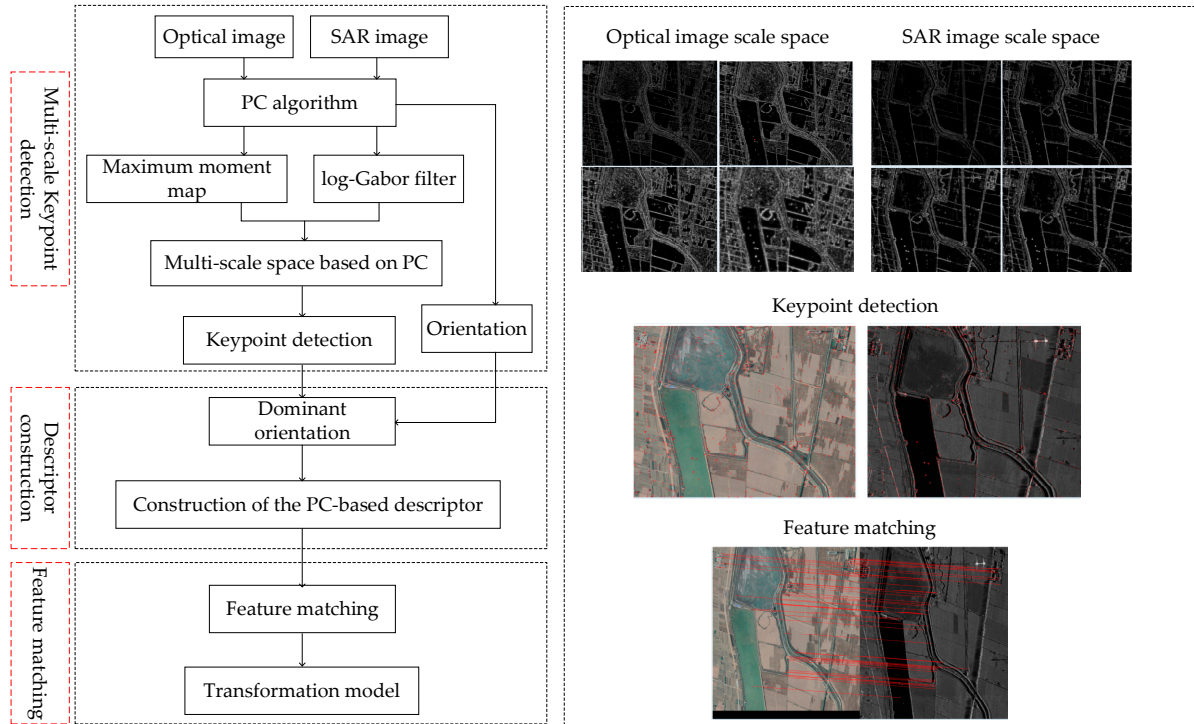 Multi-scale Keypoint
detection
Optical image
SAR image
PC algorithm
Maximum moment
map
log-Gabor filter
Multi-scale space based on PC
Keypoint detection
Orientation
Descriptor
construction
Dominant
orientation
Construction of the PC-based descriptor
Feature matching
Feature matching
Transformation model
Optical image scale space
SAR image scale space
Keypoint detection
Feature matching